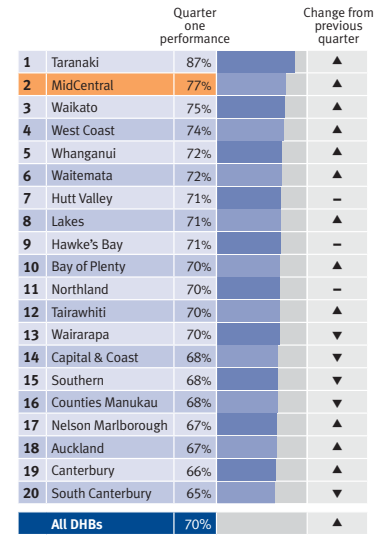 Quarter one performance Change from previous quarter
1 Taranaki 87% ▲
2 MidCentral 77% ▲
3 Waikato 75% ▲
4 West Coast 74% ▲
5 Whanganui 72% ▲
6 Waitemata 72% ▲
7 Hutt Valley 71% –
8 Lakes 71% ▲
9 Hawke's Bay 71% –
10 Bay of Plenty 70% ▲
11 Northland 70% –
12 Tairawhiti 70% ▲
13 Wairarapa 70% ▼
14 Capital & Coast 68% ▼
15 Southern 68% ▼
16 Counties Manukau 68% ▼
17 Nelson Marlborough 67% ▲
18 Auckland 67% ▲
19 Canterbury 66% ▲
20 South Canterbury 65% ▼
All DHBs 70% ▲